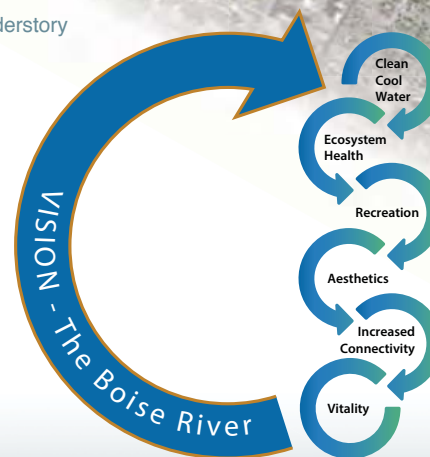 derstory
VISION - The Boise River
Clean
Cool
Water
Ecosystem
Health
Recreation
Aesthetics
Increased
Connectivity
Vitality